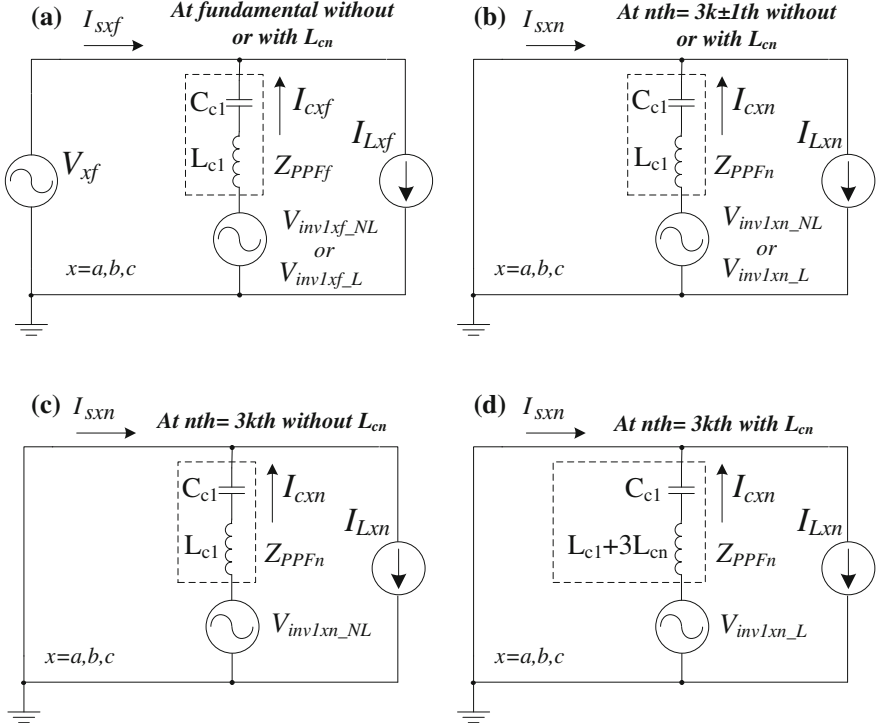 (a)
I_sxf
At fundamental without
or with L_cn
C_c1
I_cxf
I_Lxf
L_c1
Z_PPFf
V_xf
V_inv1xf_NL
or
V_inv1xf_L
x=a,b,c
(b)
I_sxn
At nth= 3k±1th without
or with L_cn
C_c1
I_cxn
I_Lxn
L_c1
Z_PPFn
V_inv1xn_NL
or
V_inv1xn_L
x=a,b,c
(c)
I_sxn
At nth= 3kth without L_cn
C_c1
I_cxn
I_Lxn
L_c1
Z_PPFn
V_inv1xn_NL
x=a,b,c
(d)
I_sxn
At nth= 3kth with L_cn
C_c1
I_cxn
I_Lxn
L_c1+3L_cn
Z_PPFn
V_inv1xn_L
x=a,b,c